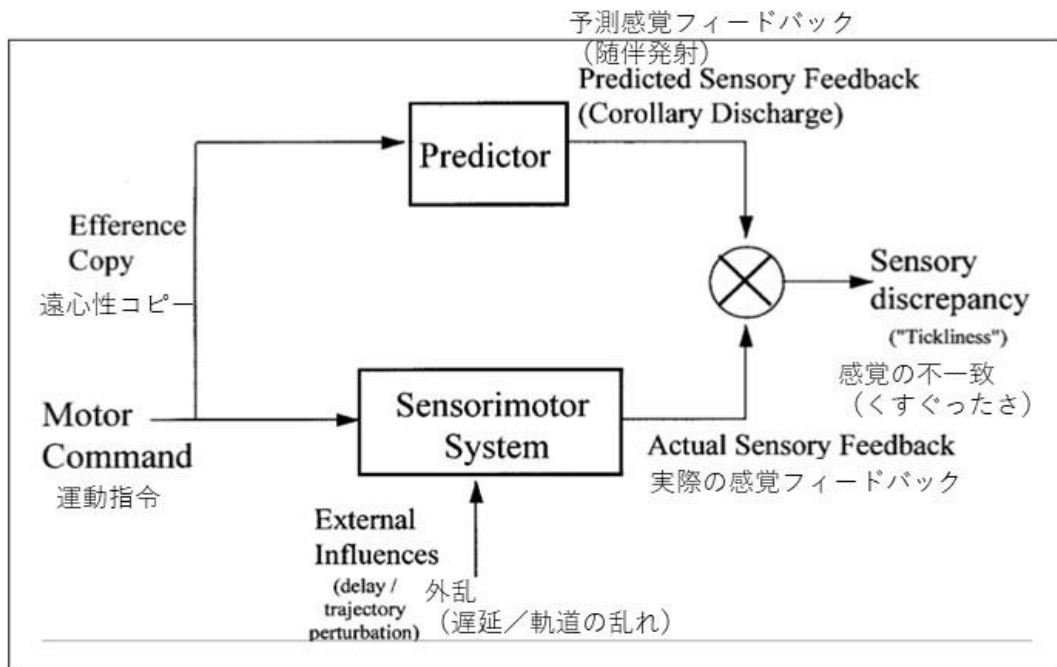 予測感覚フィードバック
（随伴発射）
Predicted Sensory Feedback
(Corollary Discharge)
Predictor
Efference
Copy
遠心性コピー
Sensory
discrepancy
("Tickliness")
感覚の不一致
（くすぐったさ）
Motor
Command
運動指令
Sensorimotor
System
Actual Sensory Feedback
実際の感覚フィードバック
External
Influences
(delay /
trajectory
perturbation)
外乱
（遅延／軌道の乱れ）